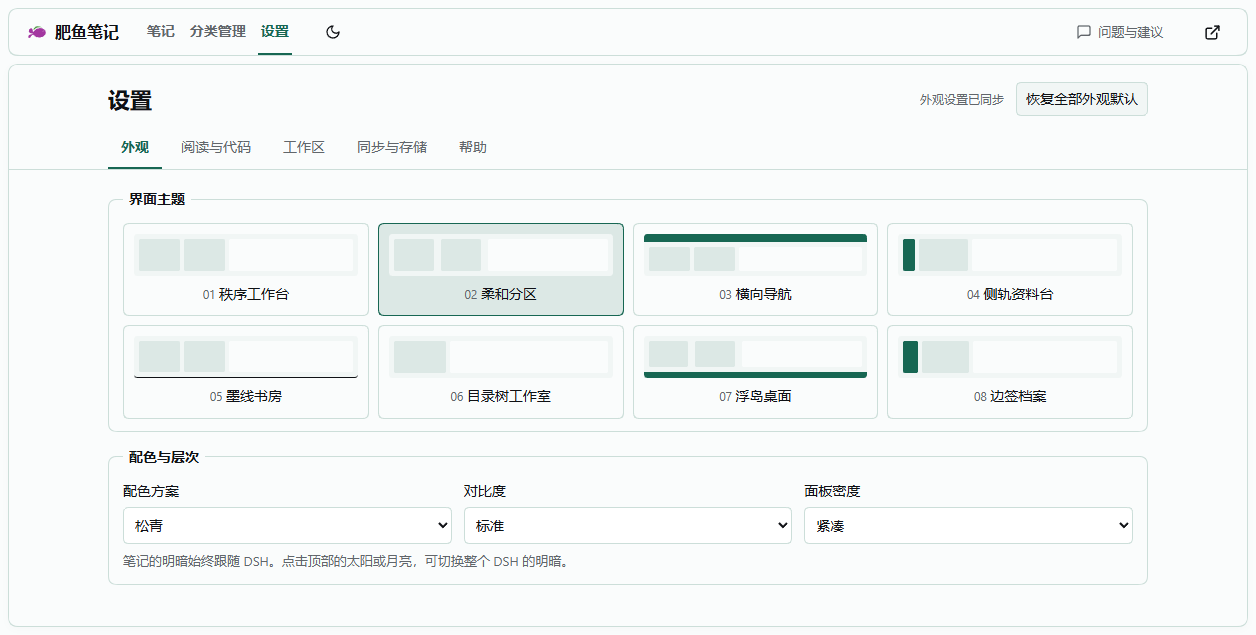 肥鱼笔记 笔记 分类管理 设置 问题与建议
设置 外观设置已同步 恢复全部外观默认
外观 阅读与代码 工作区 同步与存储 帮助
界面主题
01 秩序工作台 02 柔和分区 03 横向导航 04 侧轨资料台
05 墨线书房 06 目录树工作室 07 浮岛桌面 08 边签档案
配色与层次
配色方案 对比度 面板密度
松青 标准 紧凑
笔记的明暗始终跟随 DSH。点击顶部的太阳或月亮，可切换整个 DSH 的明暗。